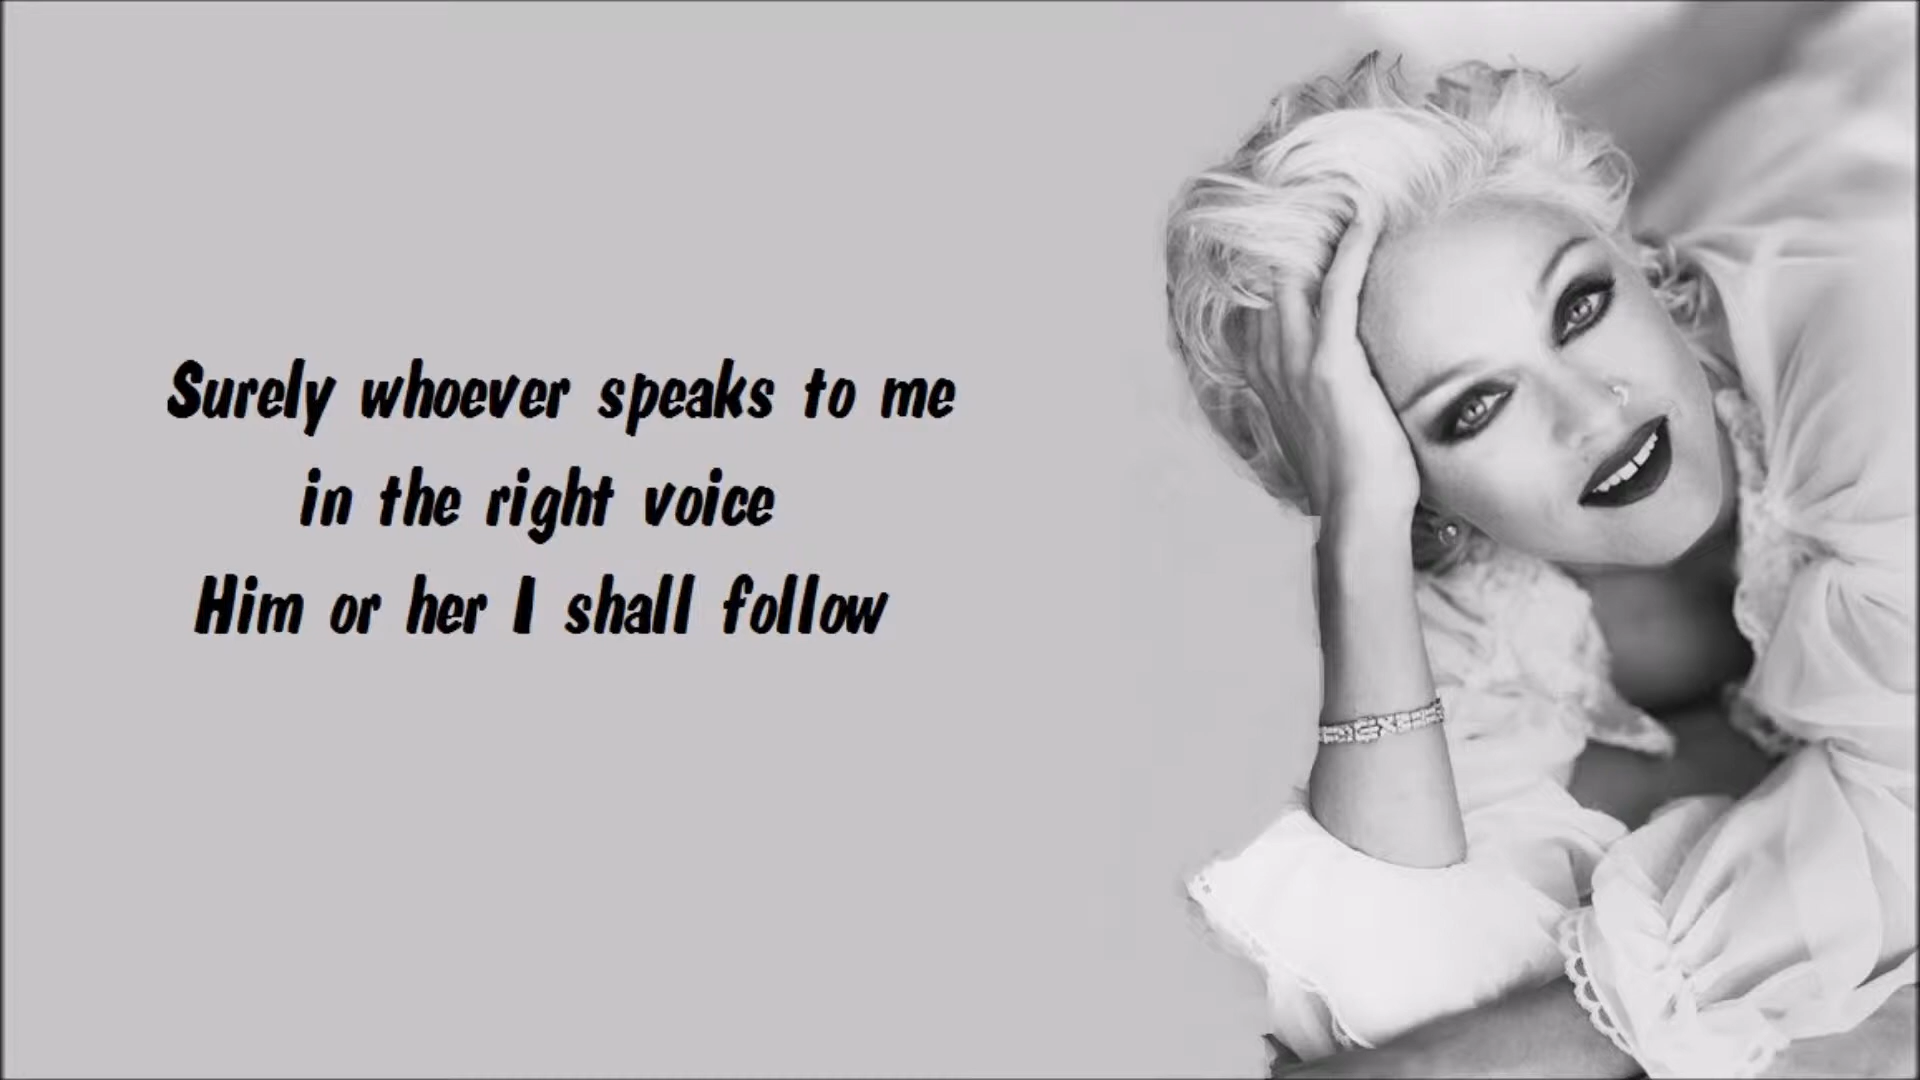 Surely whoever speaks to me
in the right voice
Him or her I shall follow